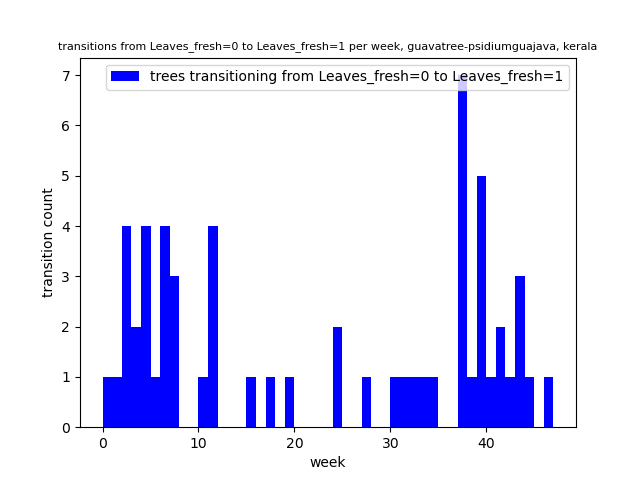 transitions from Leaves_fresh=0 to Leaves_fresh=1 per week, guavatree-psidiumguajava, kerala
trees transitioning from Leaves_fresh=0 to Leaves_fresh=1
transition count
7
6
5
4
3
2
1
0
0 10 20 30 40
week